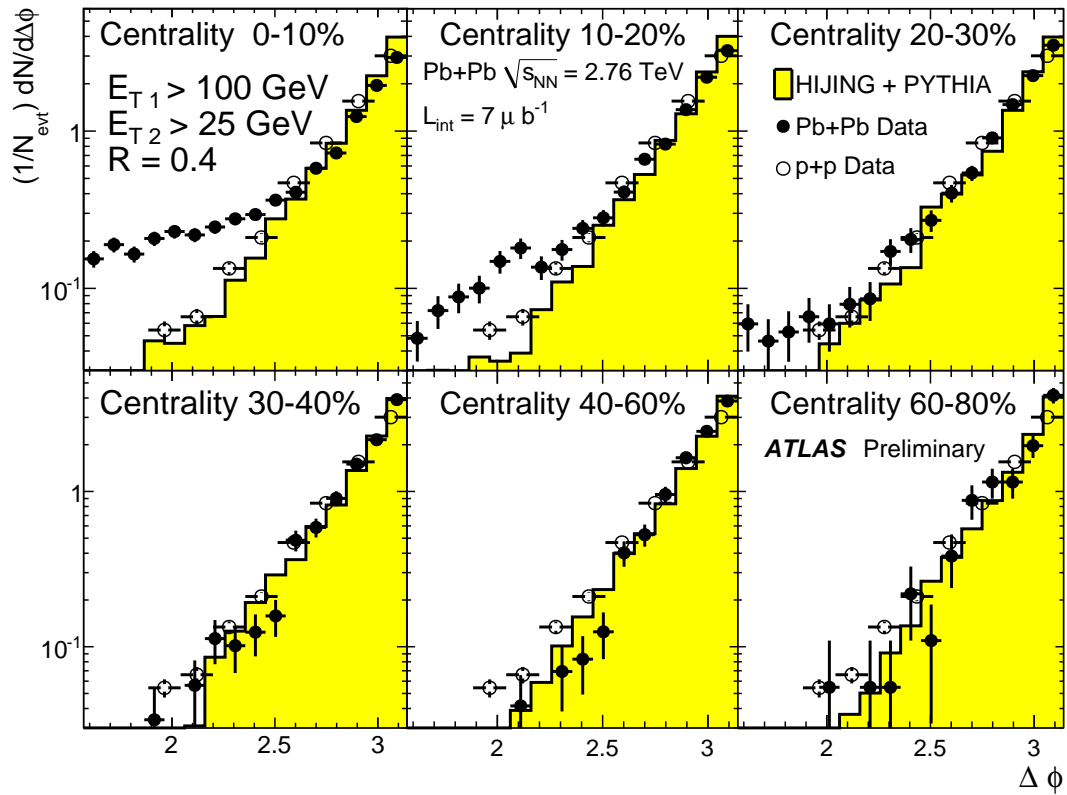 Centrality 0-10%
E_T 1 > 100 GeV
E_T 2 > 25 GeV
R = 0.4
Centrality 10-20%
Pb+Pb √s_NN = 2.76 TeV
L_int = 7 μ b^-1
Centrality 20-30%
HIJING + PYTHIA
Pb+Pb Data
p+p Data
(1/N_evt) dN/dΔϕ
1
10^-1
Centrality 30-40%
Centrality 40-60%
Centrality 60-80%
ATLAS Preliminary
1
10^-1
2 2.5 3 2 2.5 3 2 2.5 3
Δ ϕ